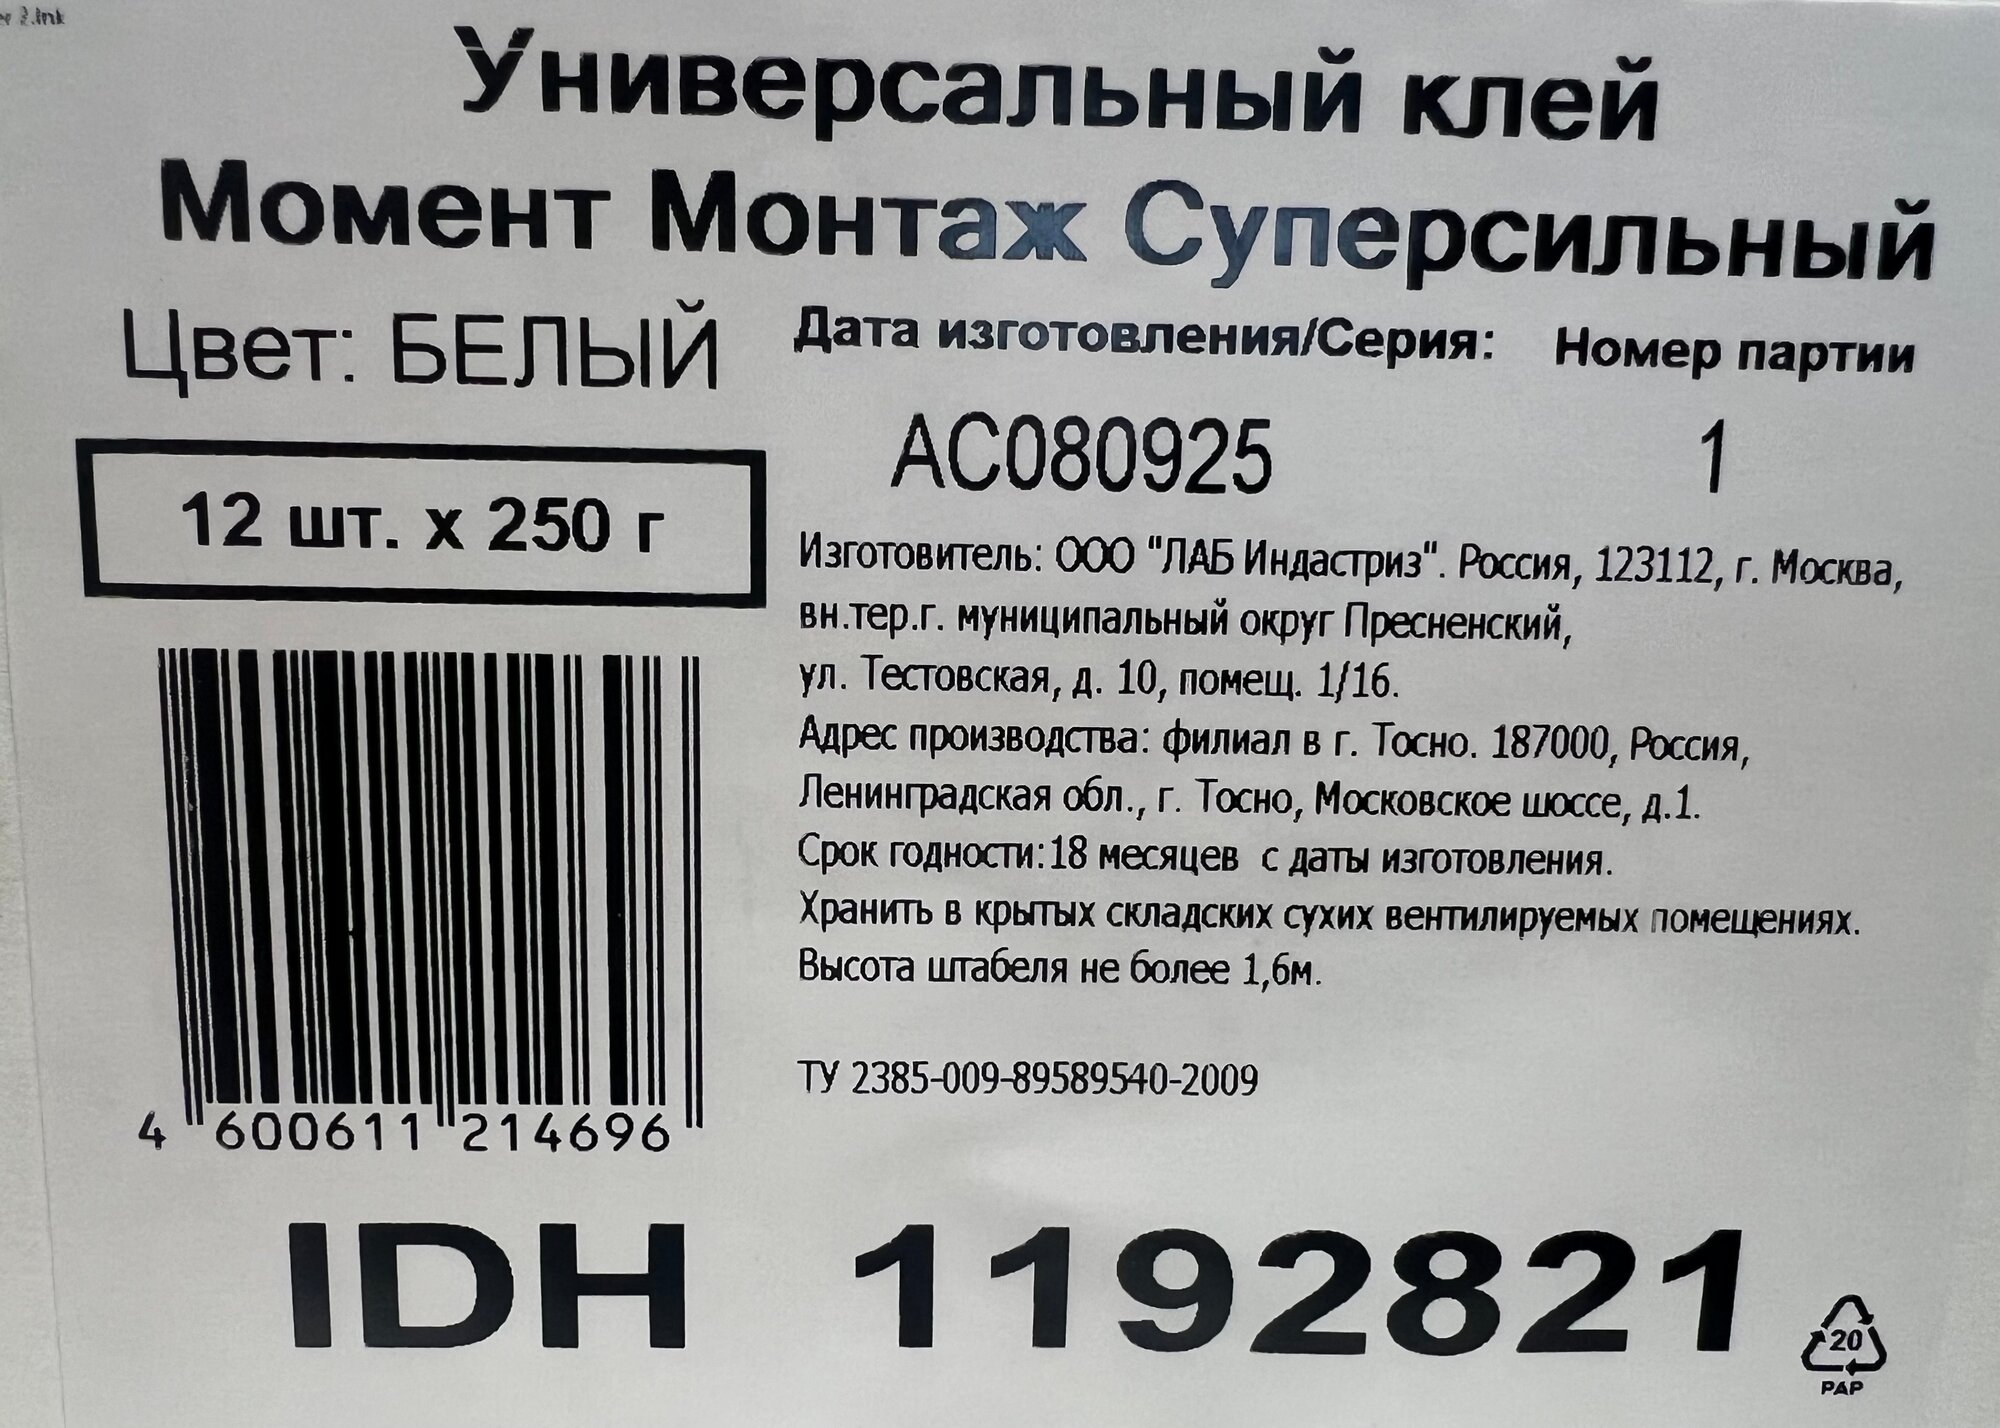 Универсальный клей
Момент Монтаж Суперсильный
Цвет: БЕЛЫЙ
Дата изготовления/Серия: Номер партии
АС080925 1
12 шт. х 250 г
Изготовитель: ООО "ЛАБ Индастриз". Россия, 123112, г. Москва,
вн.тер.г. муниципальный округ Пресненский,
ул. Тестовская, д. 10, помещ. 1/16.
Адрес производства: филиал в г. Тосно. 187000, Россия,
Ленинградская обл., г. Тосно, Московское шоссе, д.1.
Срок годности:18 месяцев с даты изготовления.
Хранить в крытых складских сухих вентилируемых помещениях.
Высота штабеля не более 1,6м.
ТУ 2385-009-89589540-2009
4 600611 214696
IDH 1192821
20
PAP